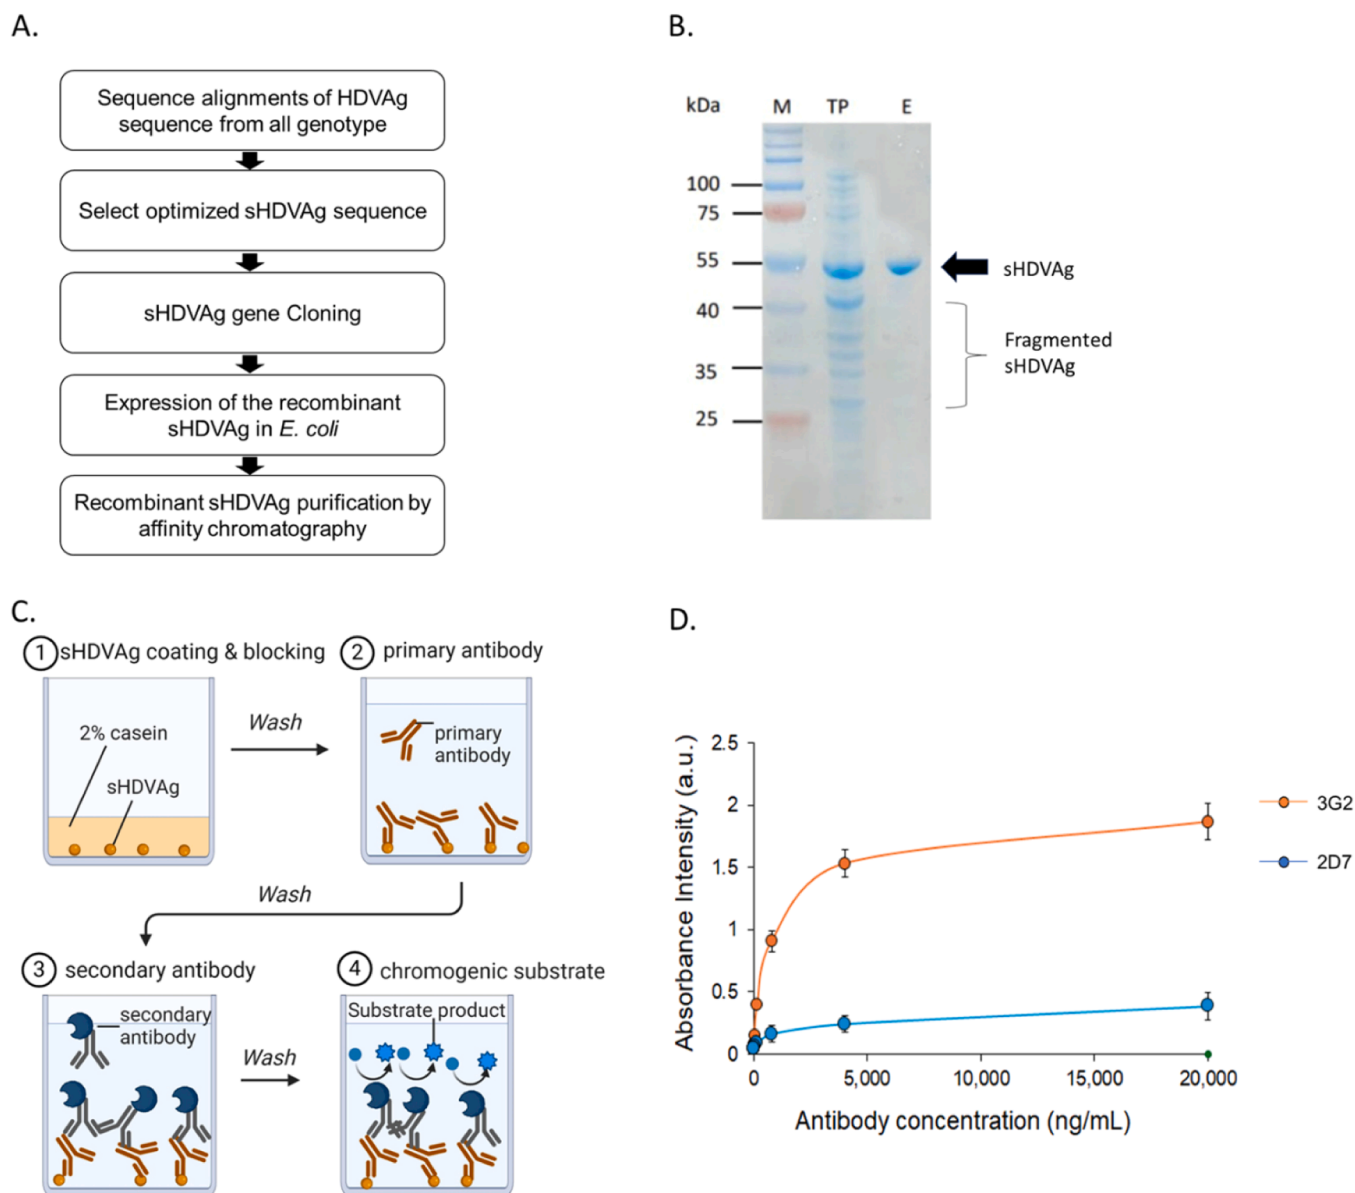 A.
Sequence alignments of HDVAg
sequence from all genotype
Select optimized sHDVAg sequence
sHDVAg gene Cloning
Expression of the recombinant
sHDVAg in E. coli
Recombinant sHDVAg purification by
affinity chromatography
B.
kDa M TP E
100
75
55
40
35
25
sHDVAg
Fragmented
sHDVAg
C.
1 sHDVAg coating & blocking
2% casein
sHDVAg
Wash
2 primary antibody
primary
antibody
Wash
3 secondary antibody
secondary
antibody
Wash
4 chromogenic substrate
Substrate product
D.
Absorbance Intensity (a.u.)
2.5
2
1.5
1
0.5
0
0 5,000 10,000 15,000 20,000
Antibody concentration (ng/mL)
3G2
2D7